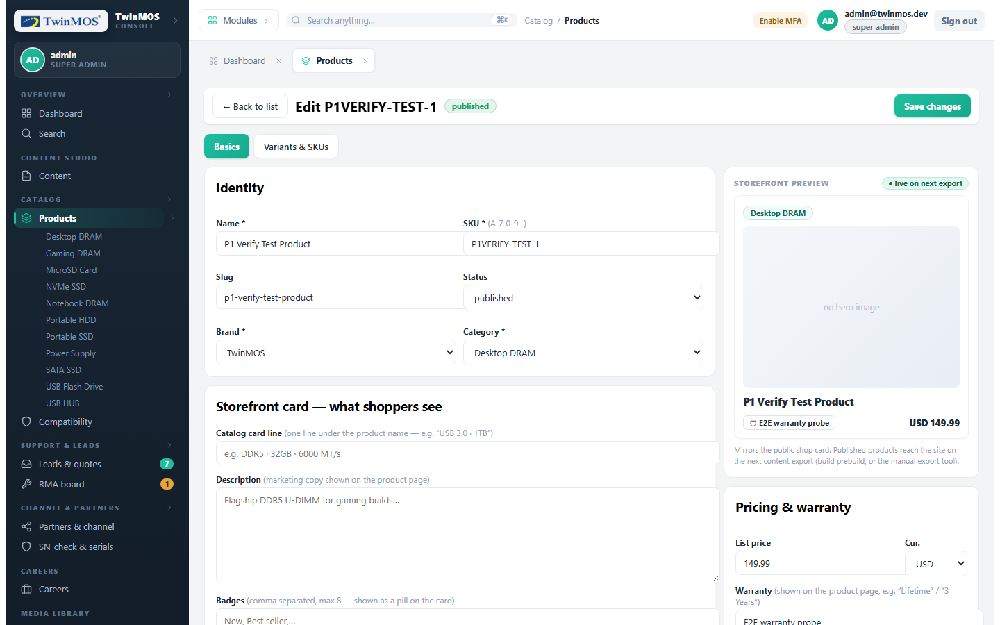 TwinMOS®
TwinMOS
CONSOLE
AD
admin
SUPER ADMIN
OVERVIEW
Dashboard
Search
CONTENT STUDIO
Content
CATALOG
Products
Desktop DRAM
Gaming DRAM
MicroSD Card
NVMe SSD
Notebook DRAM
Portable HDD
Portable SSD
Power Supply
SATA SSD
USB Flash Drive
USB HUB
Compatibility
SUPPORT & LEADS
Leads & quotes 7
RMA board 1
CHANNEL & PARTNERS
Partners & channel
SN-check & serials
CAREERS
Careers
MEDIA LIBRARY
Modules
Search anything...
⌘K
Catalog / Products
Enable MFA
AD
admin@twinmos.dev
super admin
Sign out
Dashboard
Products
← Back to list
Edit P1VERIFY-TEST-1
published
Save changes
Basics
Variants & SKUs
Identity
Name *
P1 Verify Test Product
SKU * (A-Z 0-9 -)
P1VERIFY-TEST-1
Slug
p1-verify-test-product
Status
published
Brand *
TwinMOS
Category *
Desktop DRAM
Storefront card — what shoppers see
Catalog card line (one line under the product name — e.g. “USB 3.0 · 1TB”)
e.g. DDR5 · 32GB · 6000 MT/s
Description (marketing copy shown on the product page)
Flagship DDR5 U-DIMM for gaming builds...
Badges (comma separated, max 8 — shown as a pill on the card)
New, Best seller,...
STOREFRONT PREVIEW
● live on next export
Desktop DRAM
no hero image
P1 Verify Test Product
E2E warranty probe
USD 149.99
Mirrors the public shop card. Published products reach the site on
the next content export (build prebuild, or the manual export tool).
Pricing & warranty
List price
149.99
Cur.
USD
Warranty (shown on the product page, e.g. “Lifetime” / “3
Years”)
E2E warranty probe